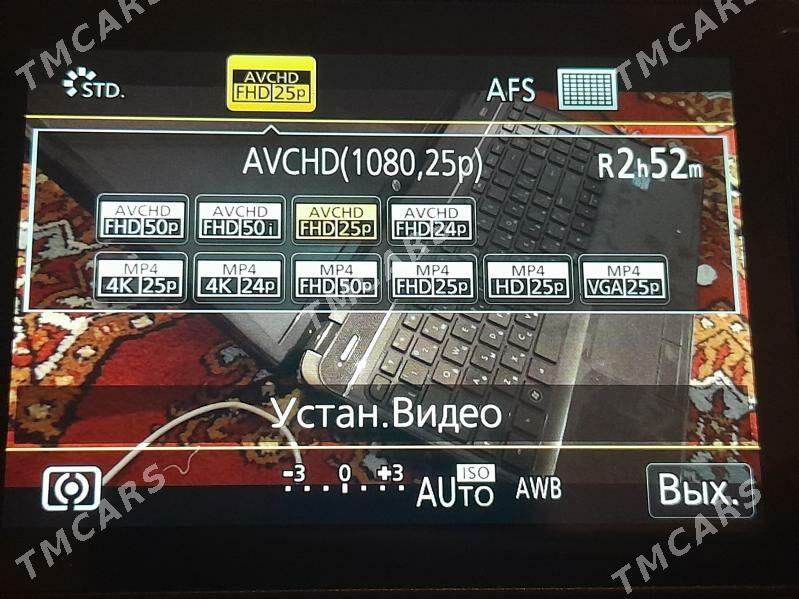 TMCARS
TMCARS
STD.
AVCHD
FHD 25p
AFS
AVCHD(1080,25p)
R2h52m
AVCHD
FHD 50p
AVCHD
FHD 50i
AVCHD
FHD 25p
AVCHD
FHD 24p
MP4
4K 25p
MP4
4K 24p
MP4
FHD 50p
MP4
FHD 25p
MP4
HD 25p
MP4
VGA 25p
TMCARS
Устан.Видео
-3 0 +3
ISO
AUTO
AWB
Вых.
TMCARS
TMCARS